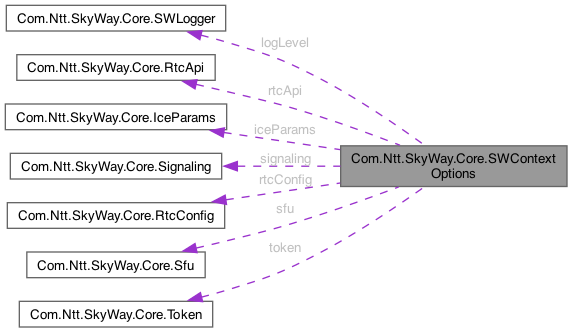 Com.Ntt.SkyWay.Core.SWLogger
logLevel
Com.Ntt.SkyWay.Core.RtcApi
rtcApi
Com.Ntt.SkyWay.Core.IceParams
iceParams
Com.Ntt.SkyWay.Core.Signaling
signaling
Com.Ntt.SkyWay.Core.SWContext
Options
Com.Ntt.SkyWay.Core.RtcConfig
rtcConfig
Com.Ntt.SkyWay.Core.Sfu
sfu
Com.Ntt.SkyWay.Core.Token
token